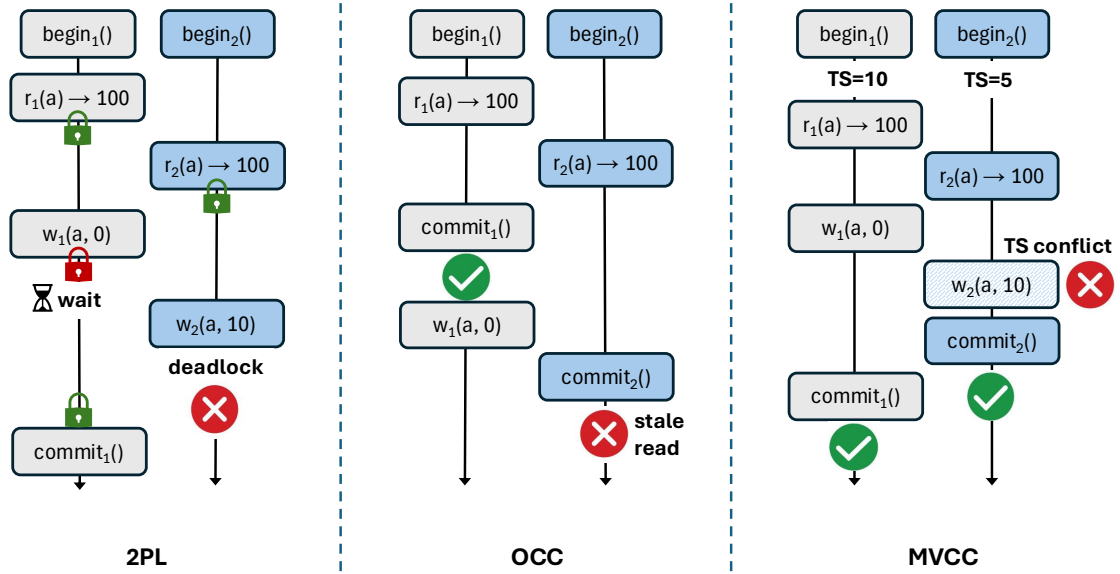 begin₁()
begin₂()
r₁(a) → 100
r₂(a) → 100
w₁(a, 0)
wait
w₂(a, 10)
deadlock
commit₁()
2PL
begin₁()
begin₂()
r₁(a) → 100
r₂(a) → 100
commit₁()
w₁(a, 0)
commit₂()
stale
read
OCC
begin₁()
begin₂()
TS=10
TS=5
r₁(a) → 100
r₂(a) → 100
w₁(a, 0)
TS conflict
w₂(a, 10)
commit₂()
commit₁()
MVCC